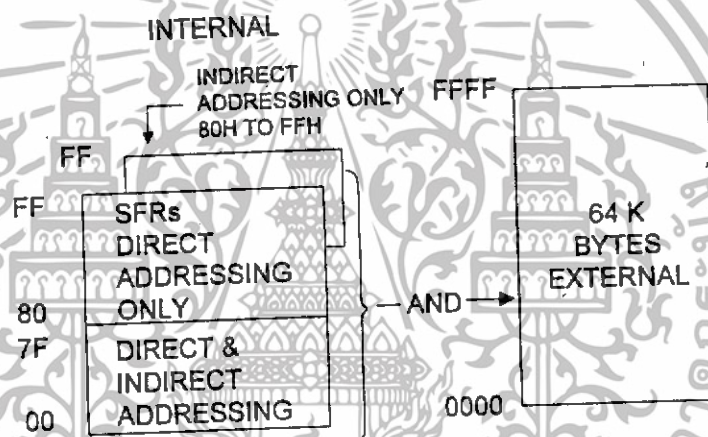 INTERNAL
INDIRECT
ADDRESSING ONLY
80H TO FFH
FF
FF
SFRs
DIRECT
ADDRESSING
ONLY
80
7F
DIRECT &
INDIRECT
ADDRESSING
00
AND
FFFF
64 K
BYTES
EXTERNAL
0000